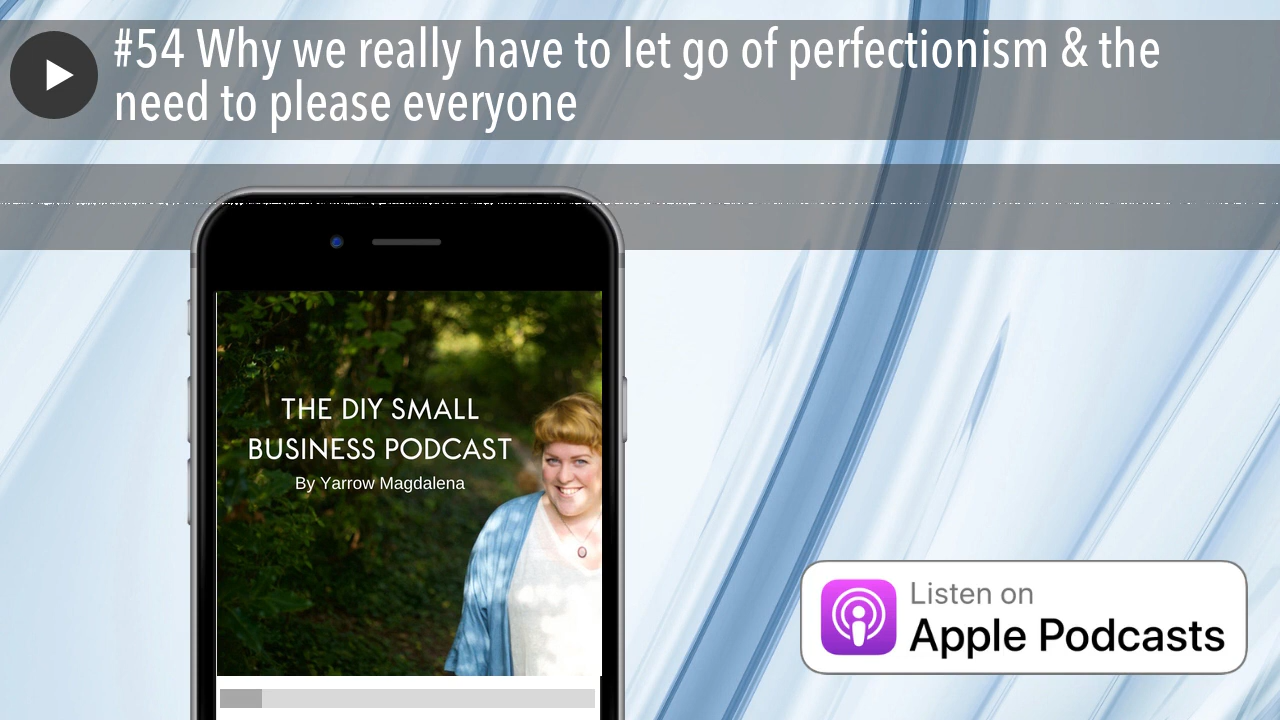 #54 Why we really have to let go of perfectionism & the
need to please everyone
THE DIY SMALL
BUSINESS PODCAST
By Yarrow Magdalena
Listen on
Apple Podcasts